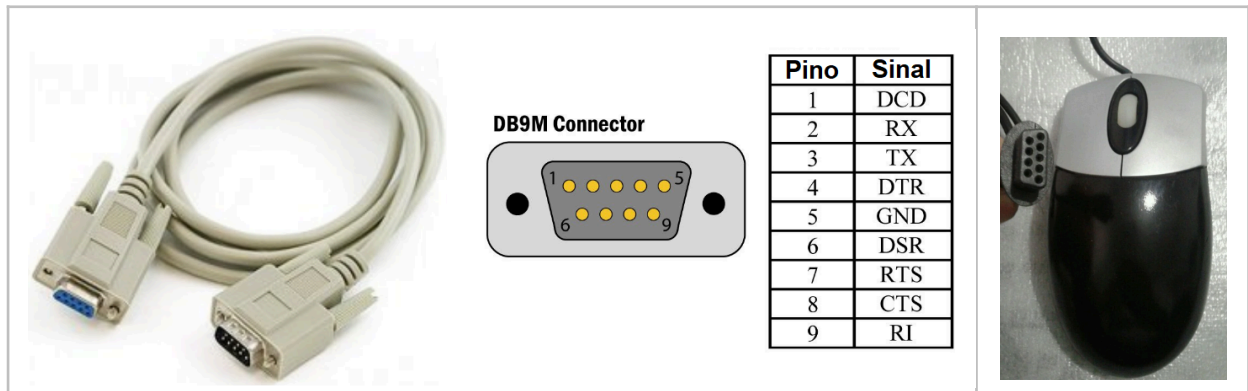 DB9M Connector
1 5
6 9
Pino Sinal
1 DCD
2 RX
3 TX
4 DTR
5 GND
6 DSR
7 RTS
8 CTS
9 RI